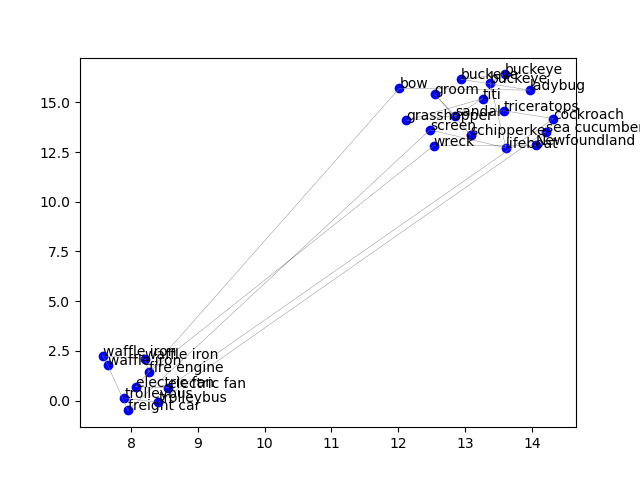 buckeye
buckeye
buckeye
bow
ladybug
groom
titi
triceratops
sandal
grasshopper
cockroach
screen
schipperke
sea cucumber
wreck
lifeboat
Newfoundland
waffle iron
waffle iron
waffle iron
fire engine
electric fan
electric fan
trolleybus
trolleybus
freight car
15.0
12.5
10.0
7.5
5.0
2.5
0.0
8 9 10 11 12 13 14